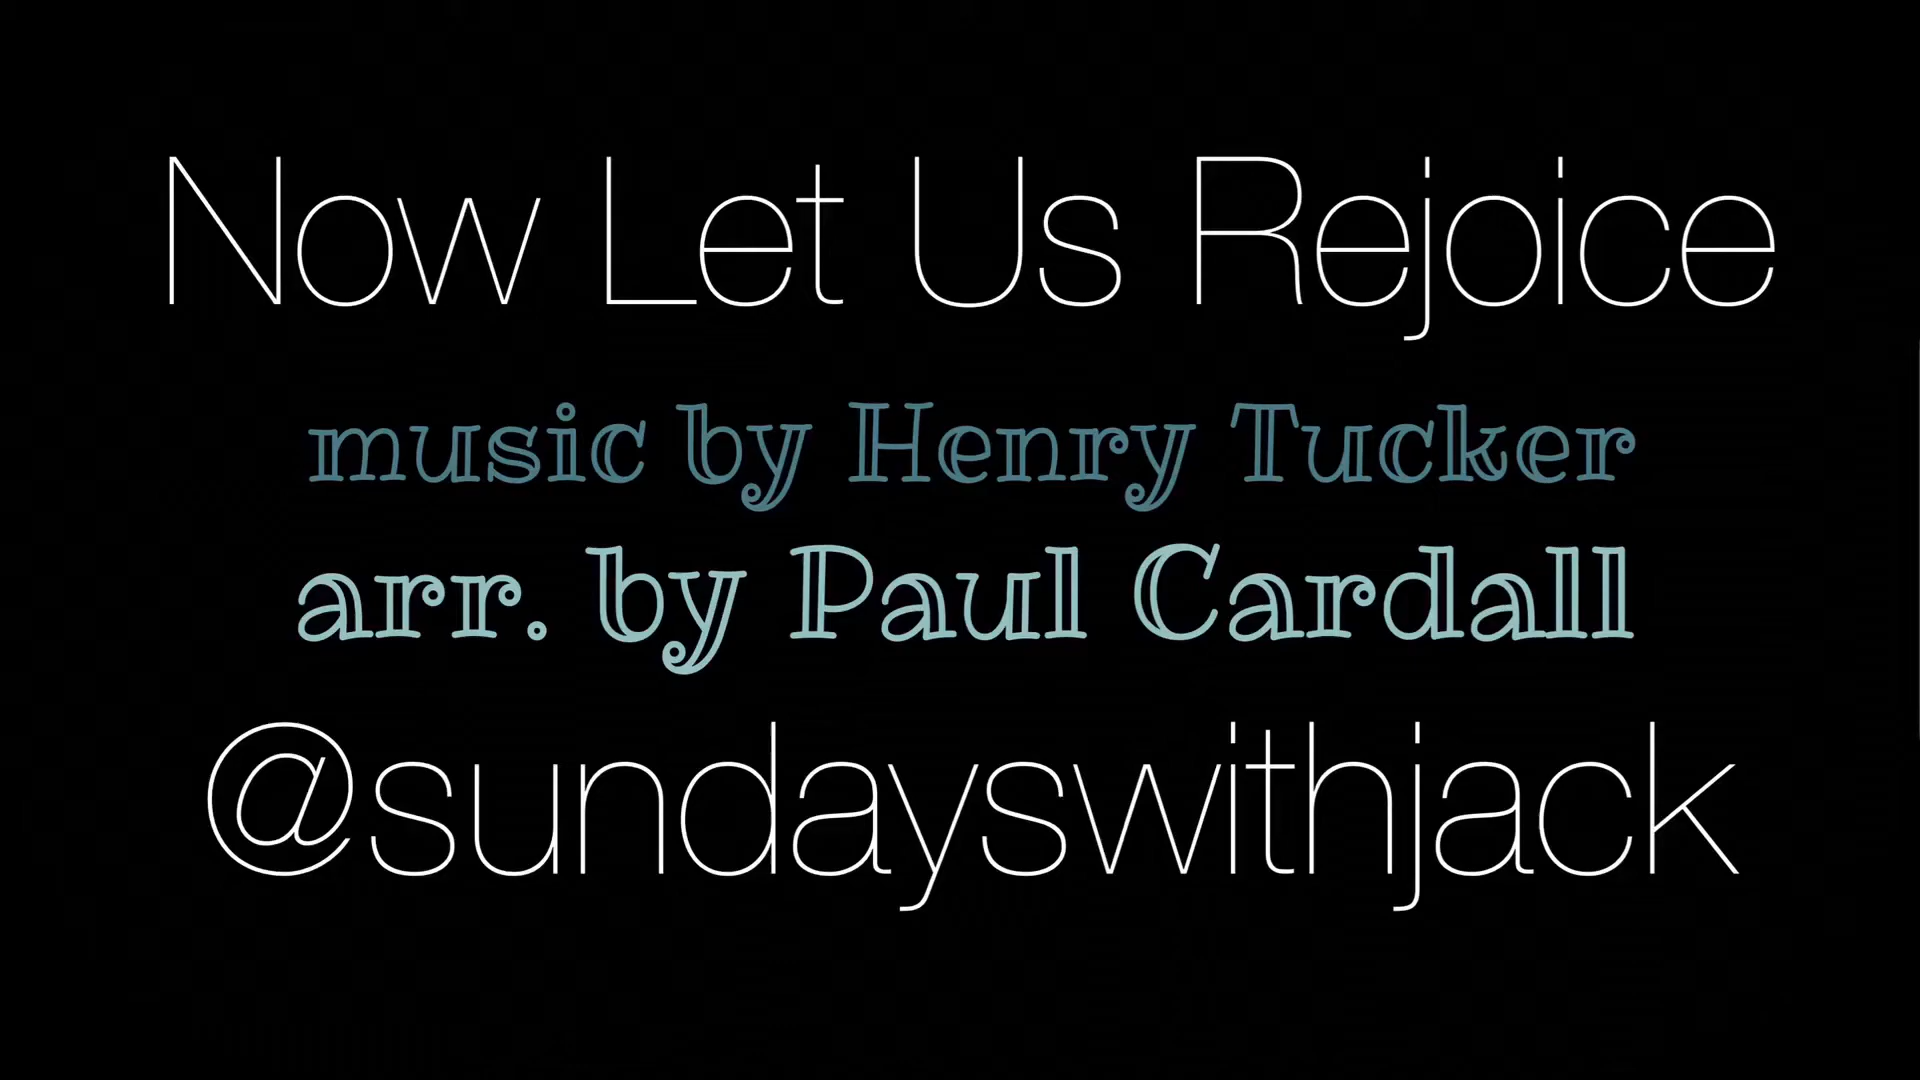 Now Let Us Rejoice
music by Henry Tucker
arr. by Paul Cardall
@sundayswithjack